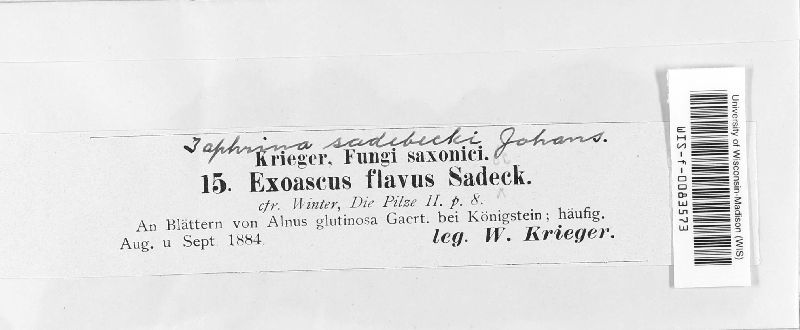 Taphrina sadebecki Johans.
Krieger, Fungi saxonici.
15. Exoascus flavus Sadeck.
cfr. Winter, Die Pilze II. p. 8.
An Blättern von Alnus glutinosa Gaert. bei Königstein; häufig.
Aug. u Sept 1884.
leg. W. Krieger.
University of Wisconsin-Madison (WIS)
WIS-f-0083573